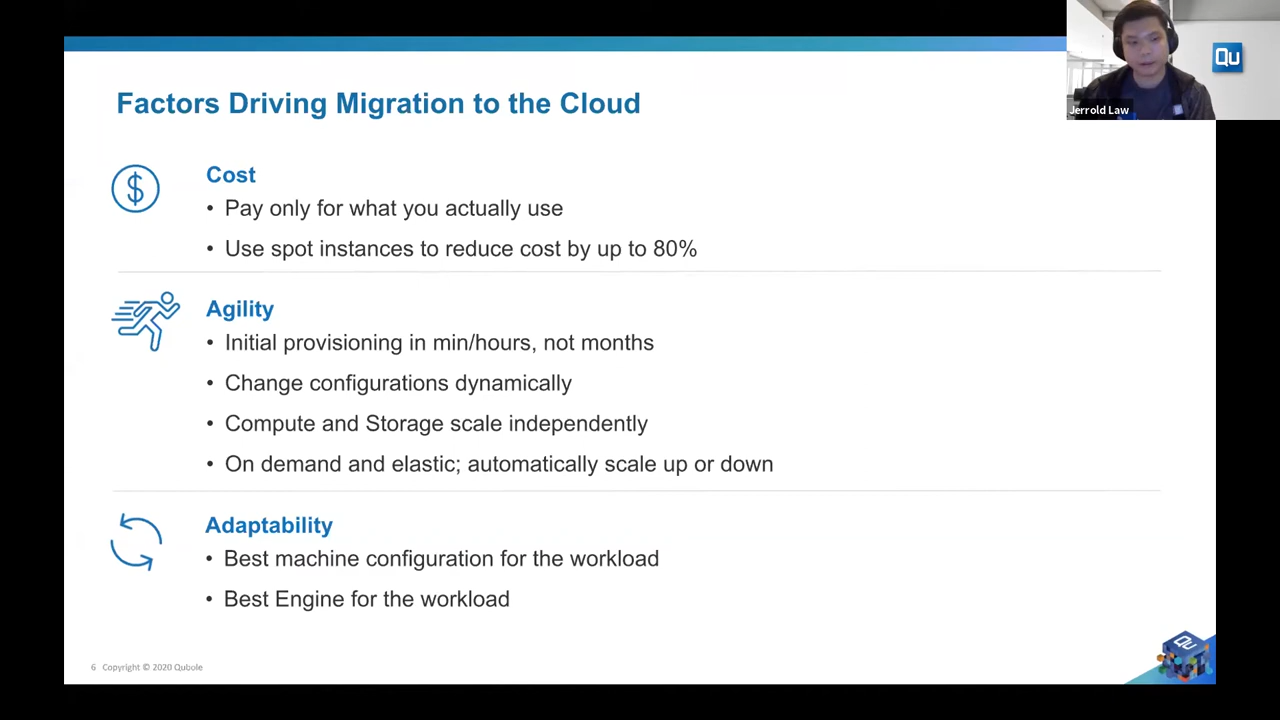 Qu
Jerrold Law
Factors Driving Migration to the Cloud
$
Cost
• Pay only for what you actually use
• Use spot instances to reduce cost by up to 80%
Agility
• Initial provisioning in min/hours, not months
• Change configurations dynamically
• Compute and Storage scale independently
• On demand and elastic; automatically scale up or down
Adaptability
• Best machine configuration for the workload
• Best Engine for the workload
6 Copyright © 2020 Qubole
Qu